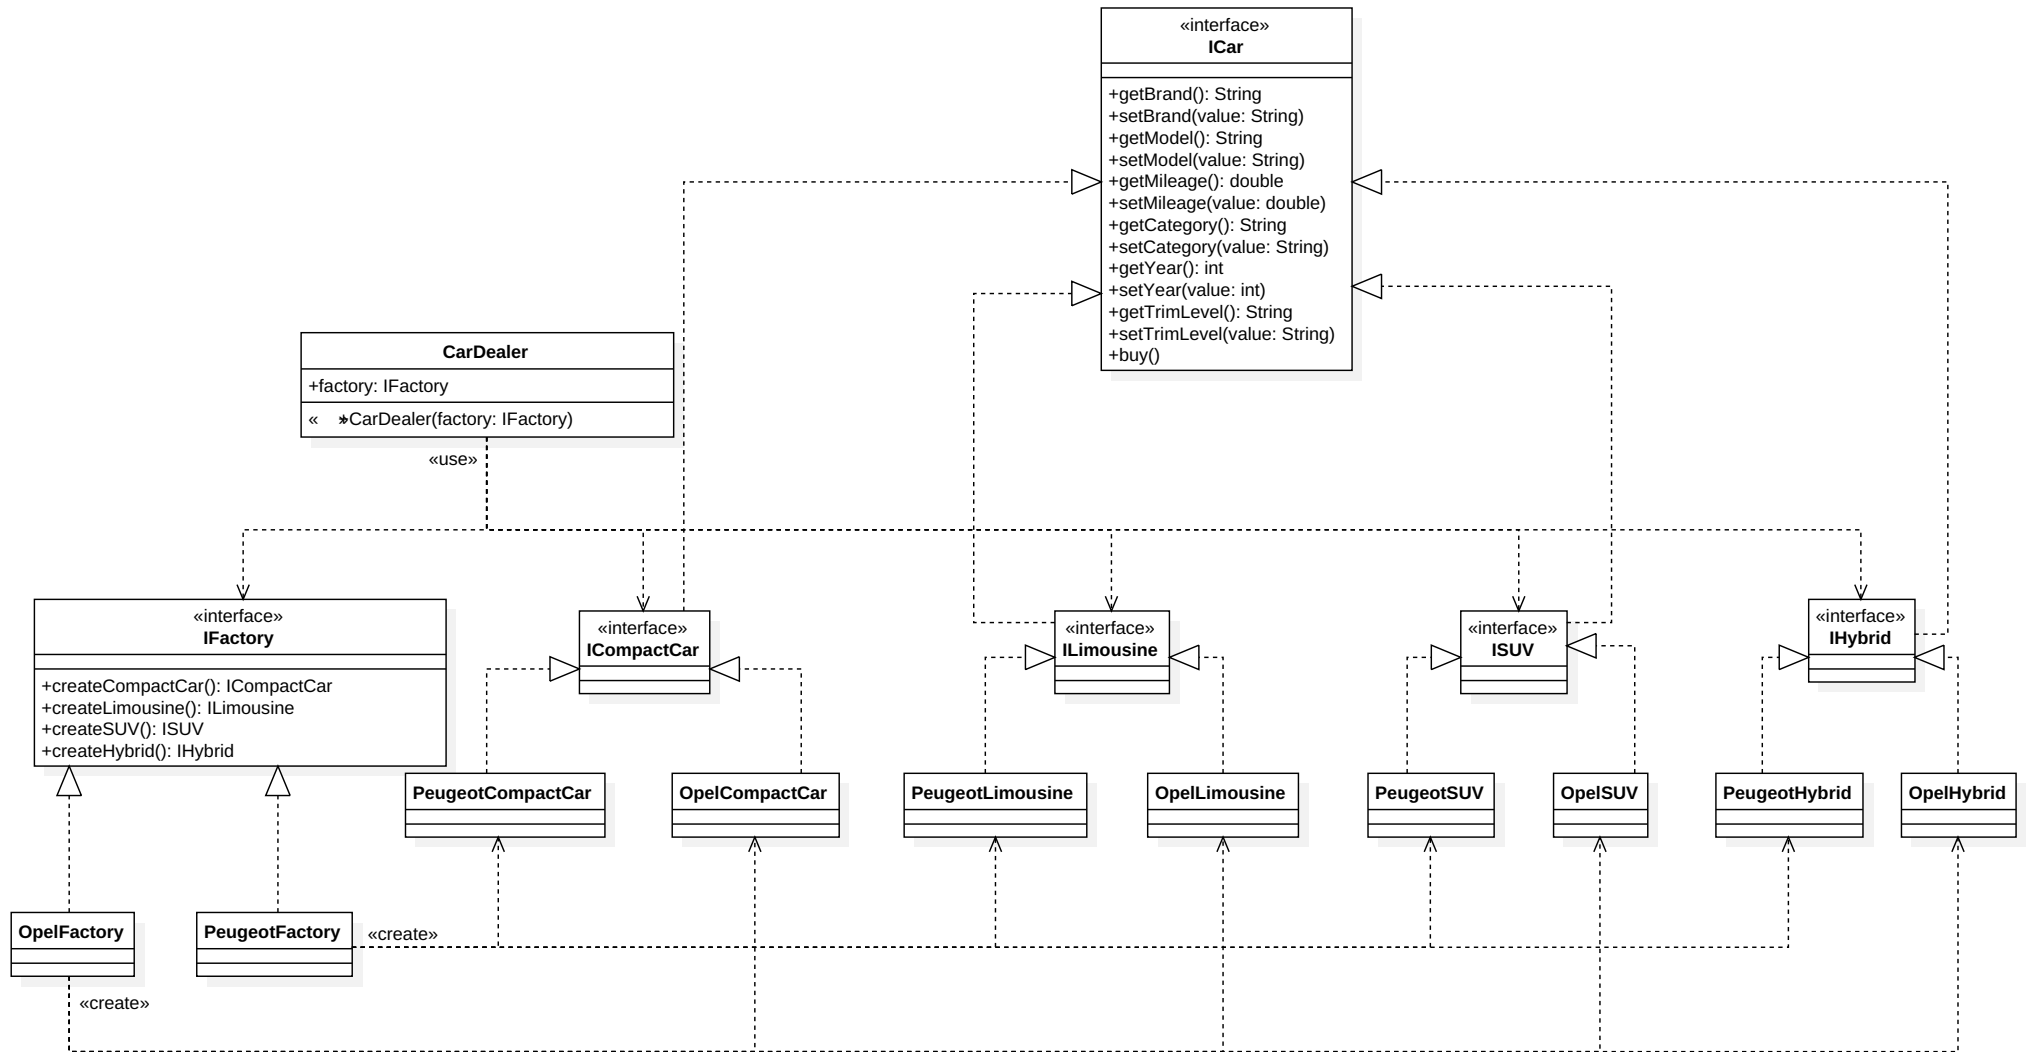 «interface»
ICar
+getBrand(): String
+setBrand(value: String)
+getModel(): String
+setModel(value: String)
+getMileage(): double
+setMileage(value: double)
+getCategory(): String
+setCategory(value: String)
+getYear(): int
+setYear(value: int)
+getTrimLevel(): String
+setTrimLevel(value: String)
+buy()
CarDealer
+factory: IFactory
« »CarDealer(factory: IFactory)
«use»
«interface»
IFactory
+createCompactCar(): ICompactCar
+createLimousine(): ILimousine
+createSUV(): ISUV
+createHybrid(): IHybrid
«interface»
ICompactCar
«interface»
ILimousine
«interface»
ISUV
«interface»
IHybrid
PeugeotCompactCar
OpelCompactCar
PeugeotLimousine
OpelLimousine
PeugeotSUV
OpelSUV
PeugeotHybrid
OpelHybrid
OpelFactory
PeugeotFactory
«create»
«create»